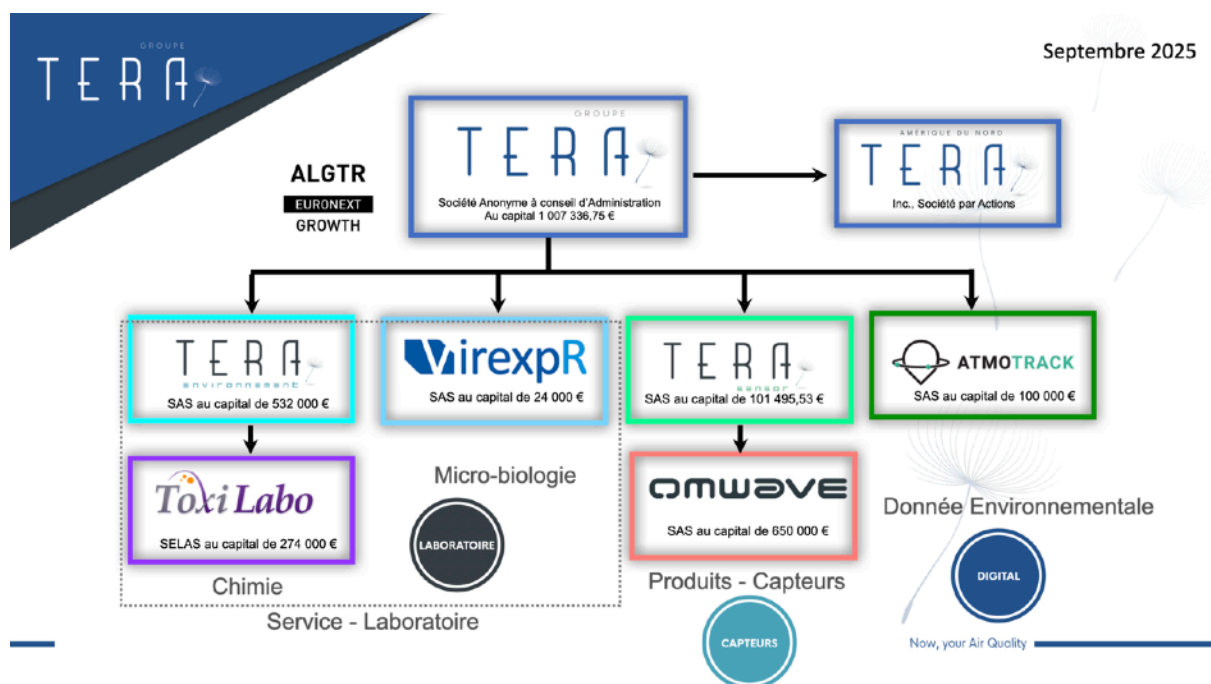 GROUPE
TERA
Septembre 2025
GROUPE
TERA
Société Anonyme à conseil d'Administration
Au capital 1 007 336,75 €
ALGTR
EURONEXT
GROWTH
AMÉRIQUE DU NORD
TERA
Inc., Société par Actions
TERA
environnement
SAS au capital de 532 000 €
VirexpR
SAS au capital de 24 000 €
TERA
sensor
SAS au capital de 101 495,53 €
ATMOTRACK
SAS au capital de 100 000 €
Toxi Labo
SELAS au capital de 274 000 €
Chimie
Micro-biologie
LABORATOIRE
Service - Laboratoire
omwave
SAS au capital de 650 000 €
Produits - Capteurs
CAPTEURS
Donnée Environnementale
DIGITAL
Now, your Air Quality